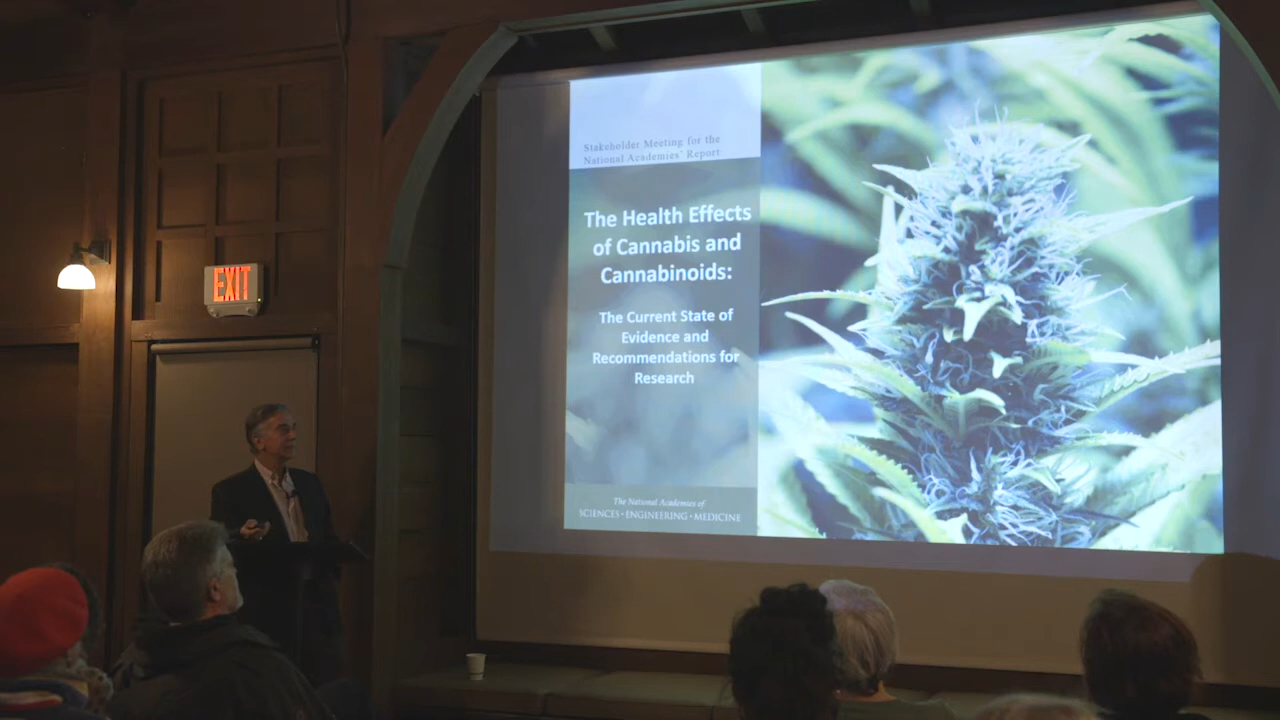 EXIT
Stakeholder Meeting for the
National Academies' Report
The Health Effects
of Cannabis and
Cannabinoids:
The Current State of
Evidence and
Recommendations for
Research
The National Academies of
SCIENCES • ENGINEERING • MEDICINE